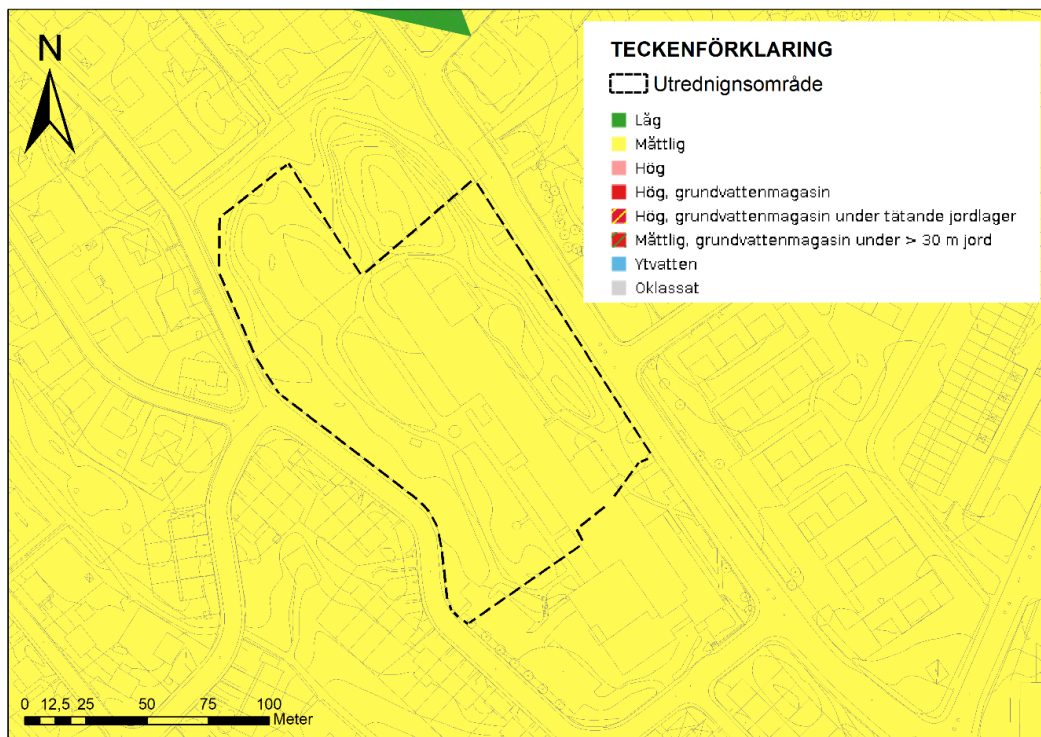 N
TECKENFÖRKLARING
Utrednignsområde
Låg
Måttlig
Hög
Hög, grundvattenmagasin
Hög, grundvattenmagasin under tätande jordlager
Måttlig, grundvattenmagasin under > 30 m jord
Ytvatten
Oklassat
0 12,5 25 50 75 100
Meter